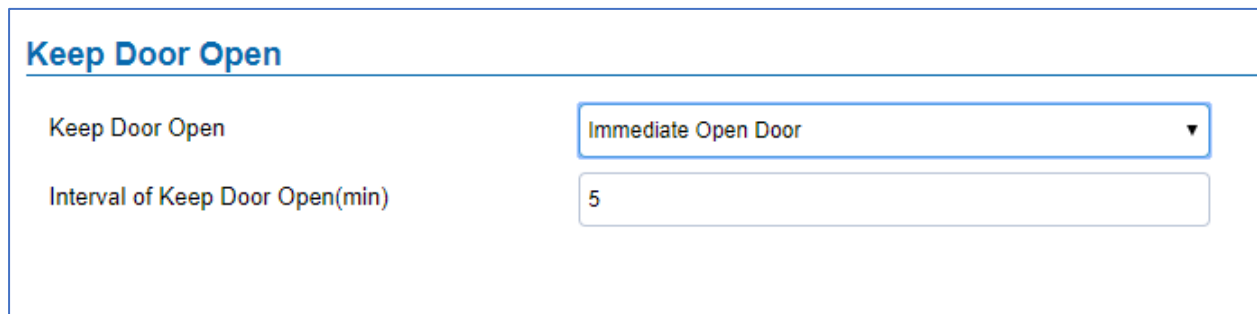 Keep Door Open
Keep Door Open
Immediate Open Door
Interval of Keep Door Open(min)
5